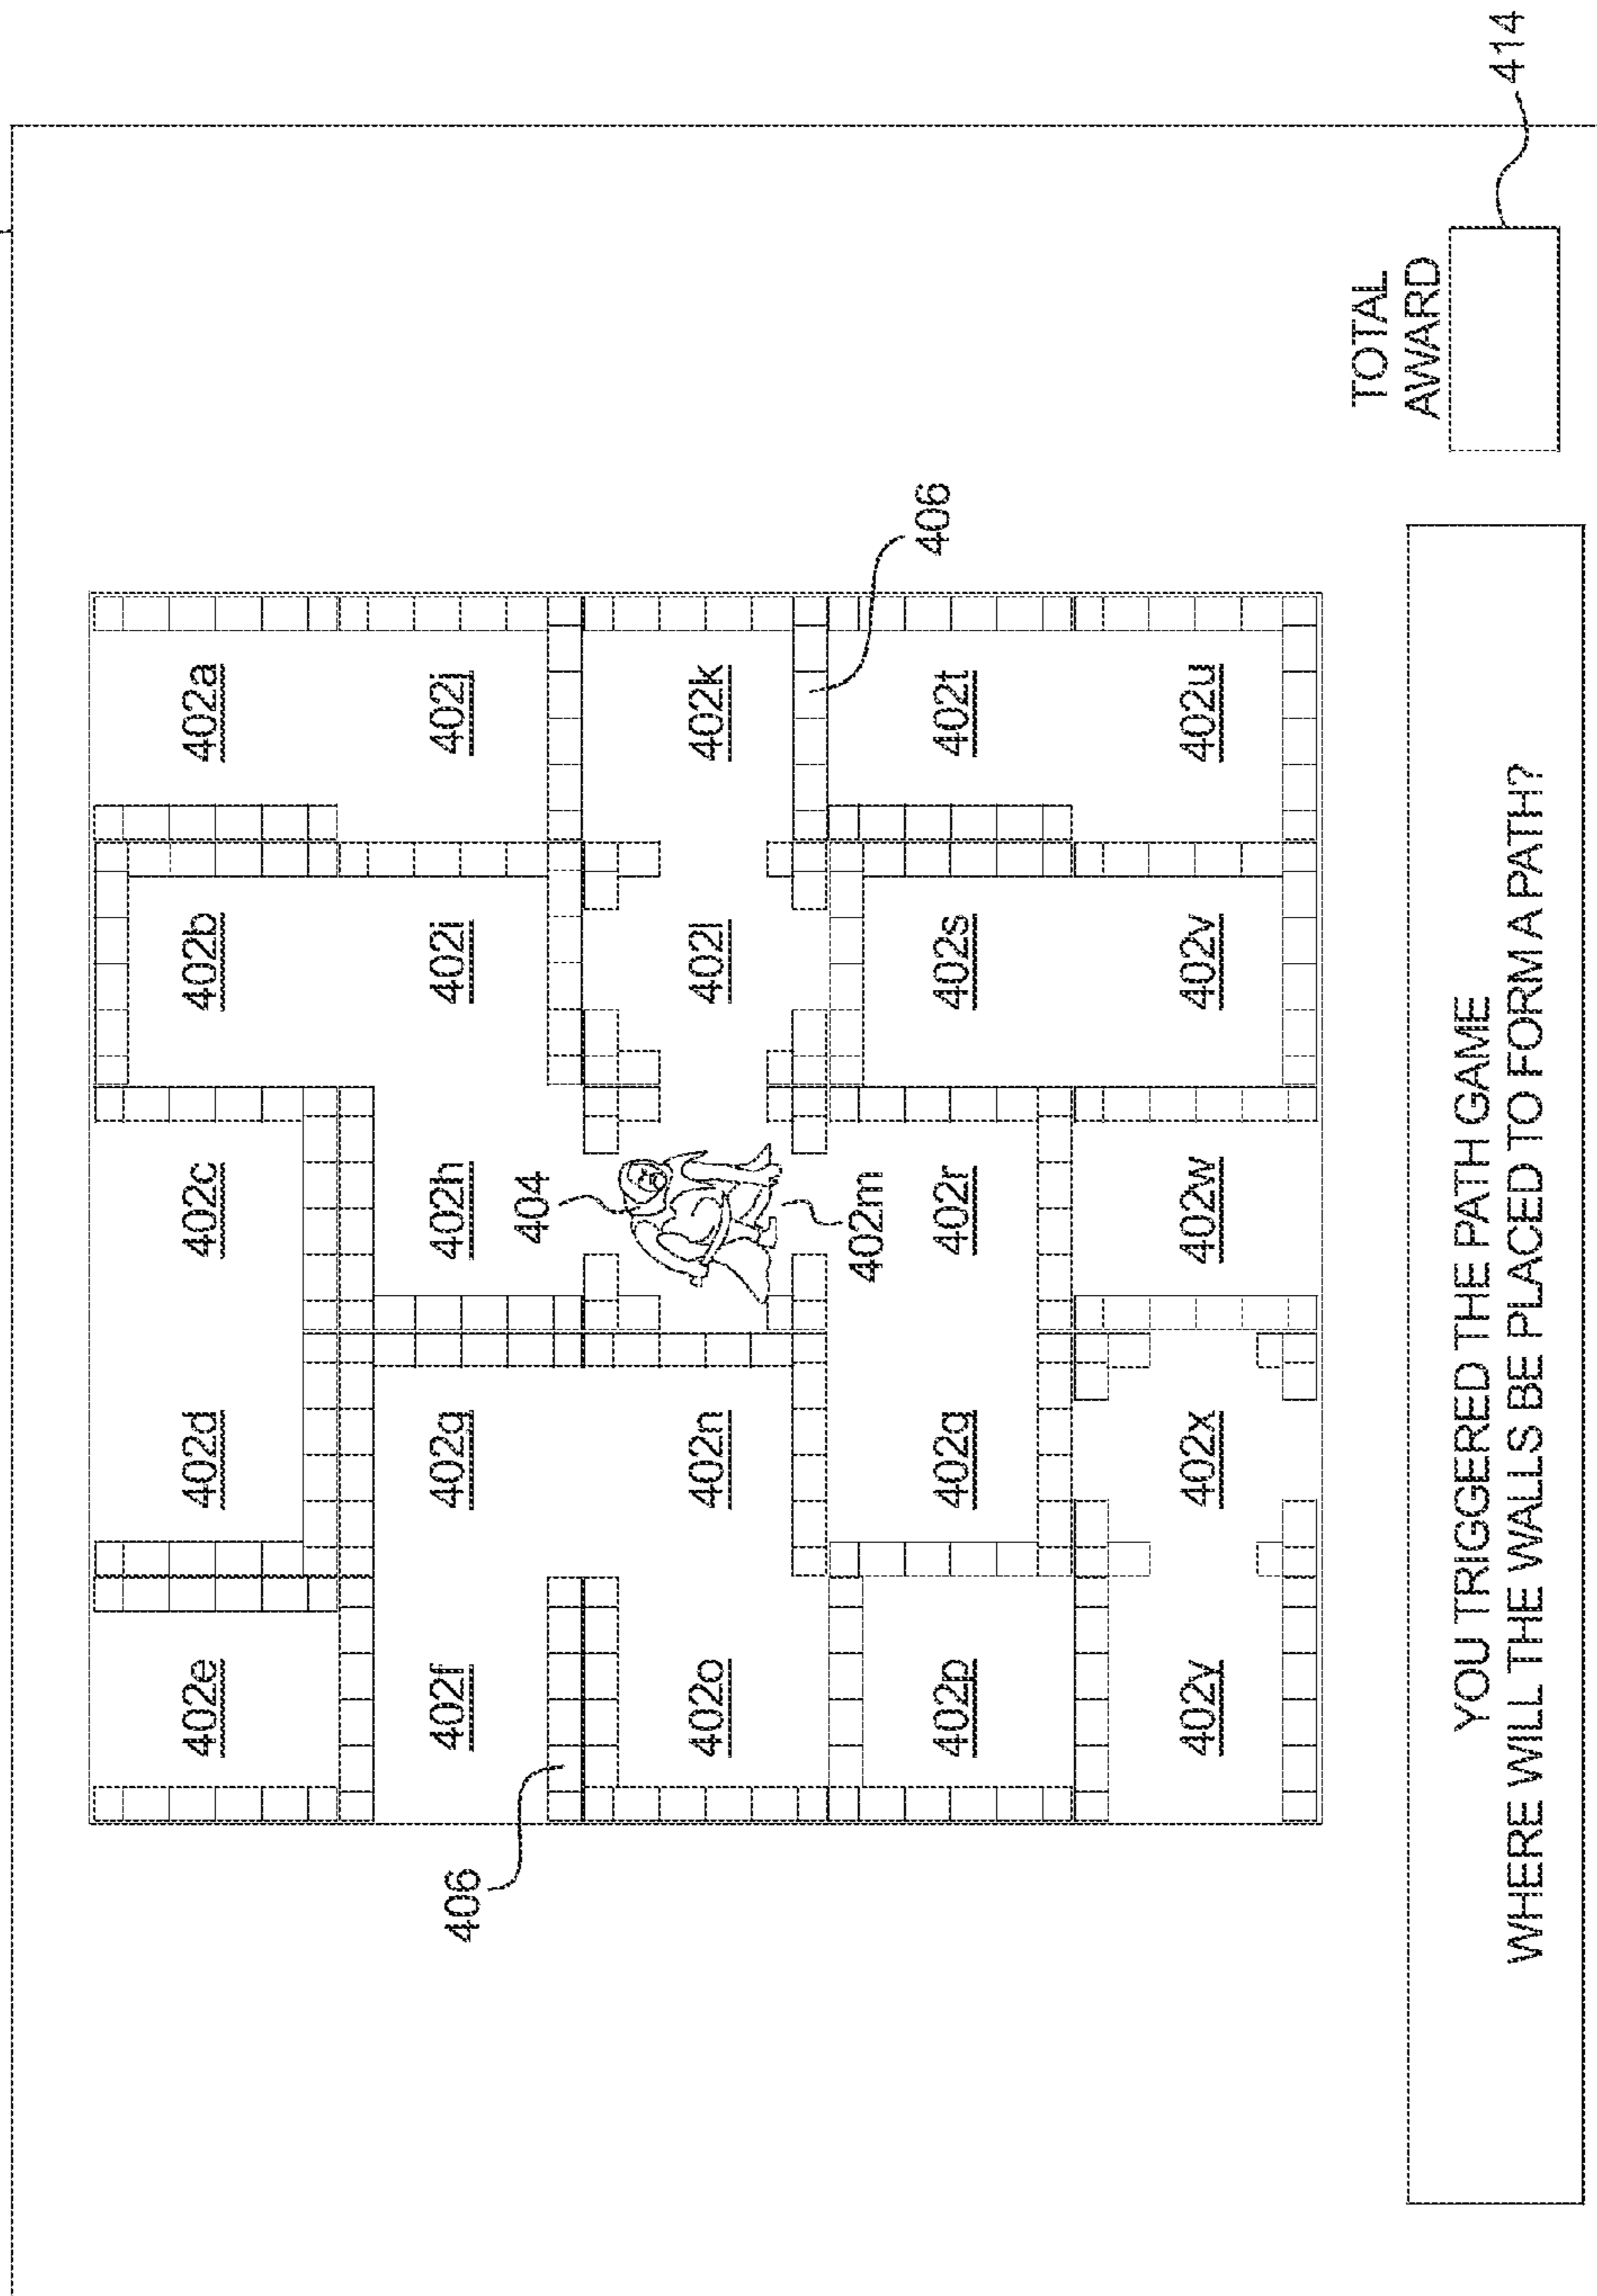 402e 402d 402c 402b 402a
406 402f 402g 402h 402i 402j
404
402o 402n 402l 402k
402m
406
402p 402q 402r 402s 402t
402y 402x 402w 402v 402u
TOTAL
AWARD
414
YOU TRIGGERED THE PATH GAME
WHERE WILL THE WALLS BE PLACED TO FORM A PATH?